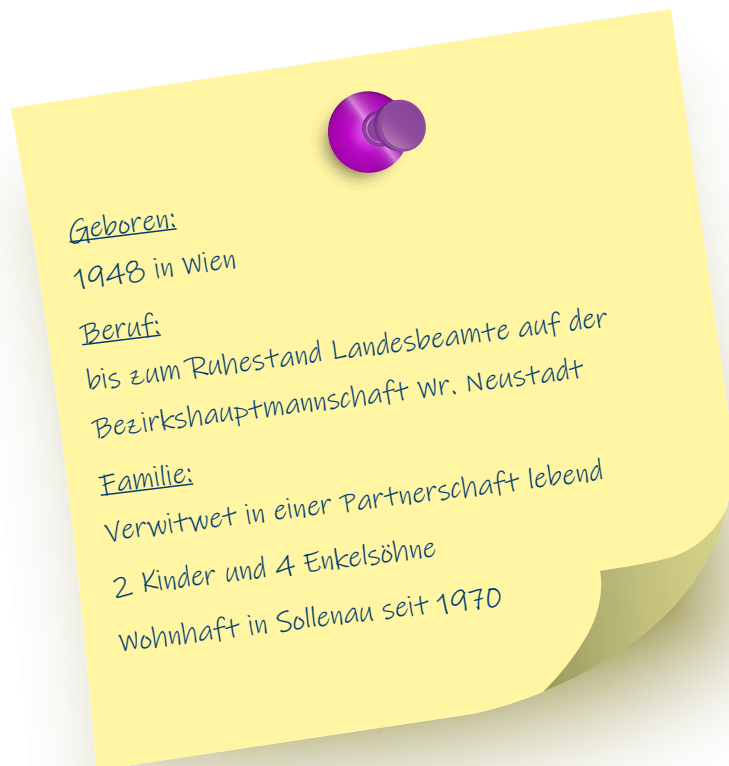 Geboren:
1948 in Wien
Beruf:
bis zum Ruhestand Landesbeamte auf der
Bezirkshauptmannschaft Wr. Neustadt
Familie:
Verwitwet in einer Partnerschaft lebend
2 Kinder und 4 Enkelsöhne
Wohnhaft in Sollenau seit 1970